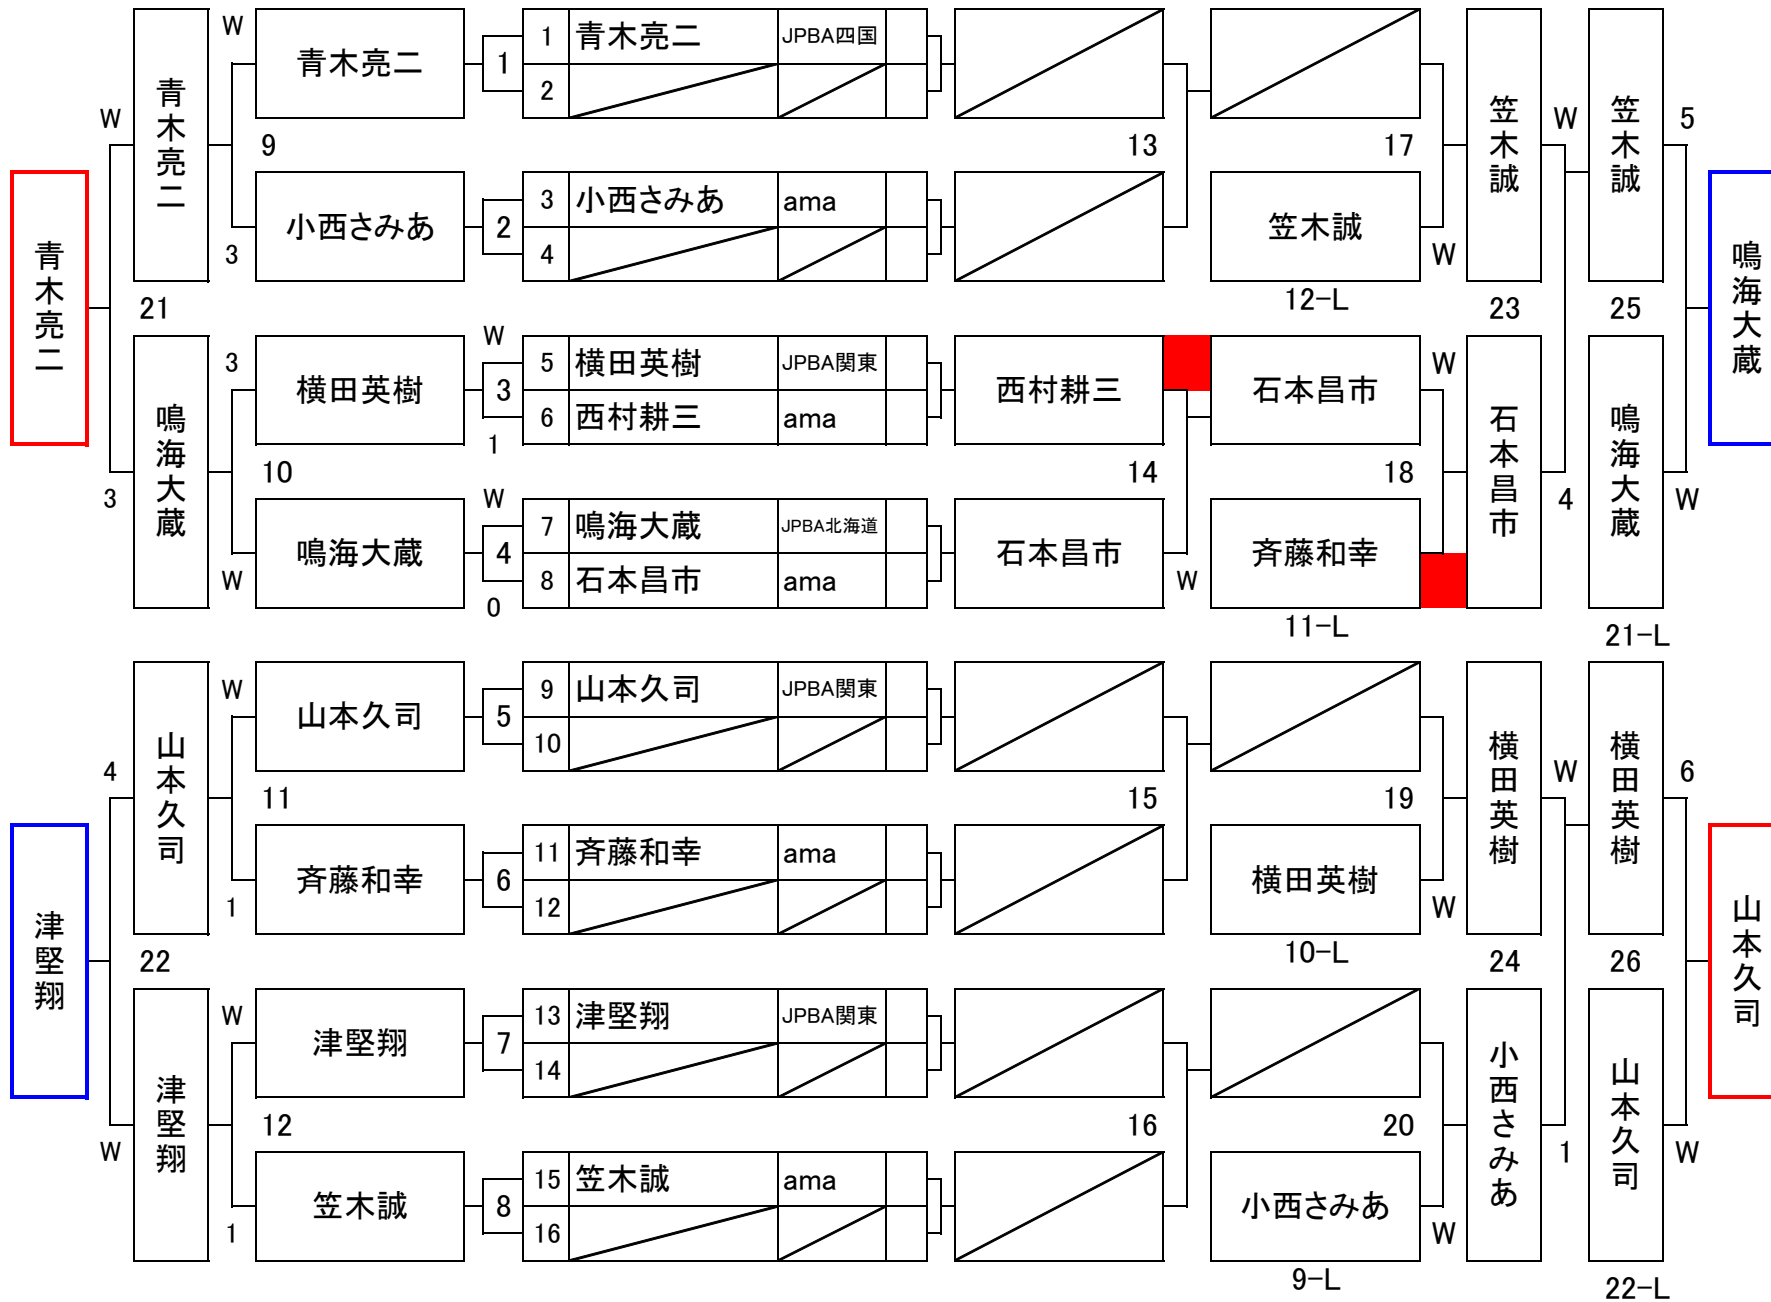 W
青木亮二
W
3
青木亮二
9
小西さみあ
1
1 青木亮二 JPBA四国
2
2
3 小西さみあ ama
4
13
17
笠木誠
12-L
W
笠木誠
W
笠木誠
5
青木亮二
21
3
W
鳴海大蔵
3
横田英樹
10
鳴海大蔵
W
W
3
1
5 横田英樹 JPBA関東
6 西村耕三 ama
W
4
0
7 鳴海大蔵 JPBA北海道
8 石本昌市 ama
西村耕三
14
石本昌市
W
石本昌市
18
斉藤和幸
11-L
W
23
石本昌市
4
25
鳴海大蔵
W
21-L
鳴海大蔵
4
山本久司
W
山本久司
11
斉藤和幸
1
5
9 山本久司 JPBA関東
10
6
11 斉藤和幸 ama
12
15
19
横田英樹
10-L
W
横田英樹
W
横田英樹
6
津堅翔
22
W
津堅翔
W
津堅翔
12
笠木誠
1
7
13 津堅翔 JPBA関東
14
8
15 笠木誠 ama
16
16
20
小西さみあ
9-L
W
24
小西さみあ
1
26
山本久司
W
22-L
山本久司